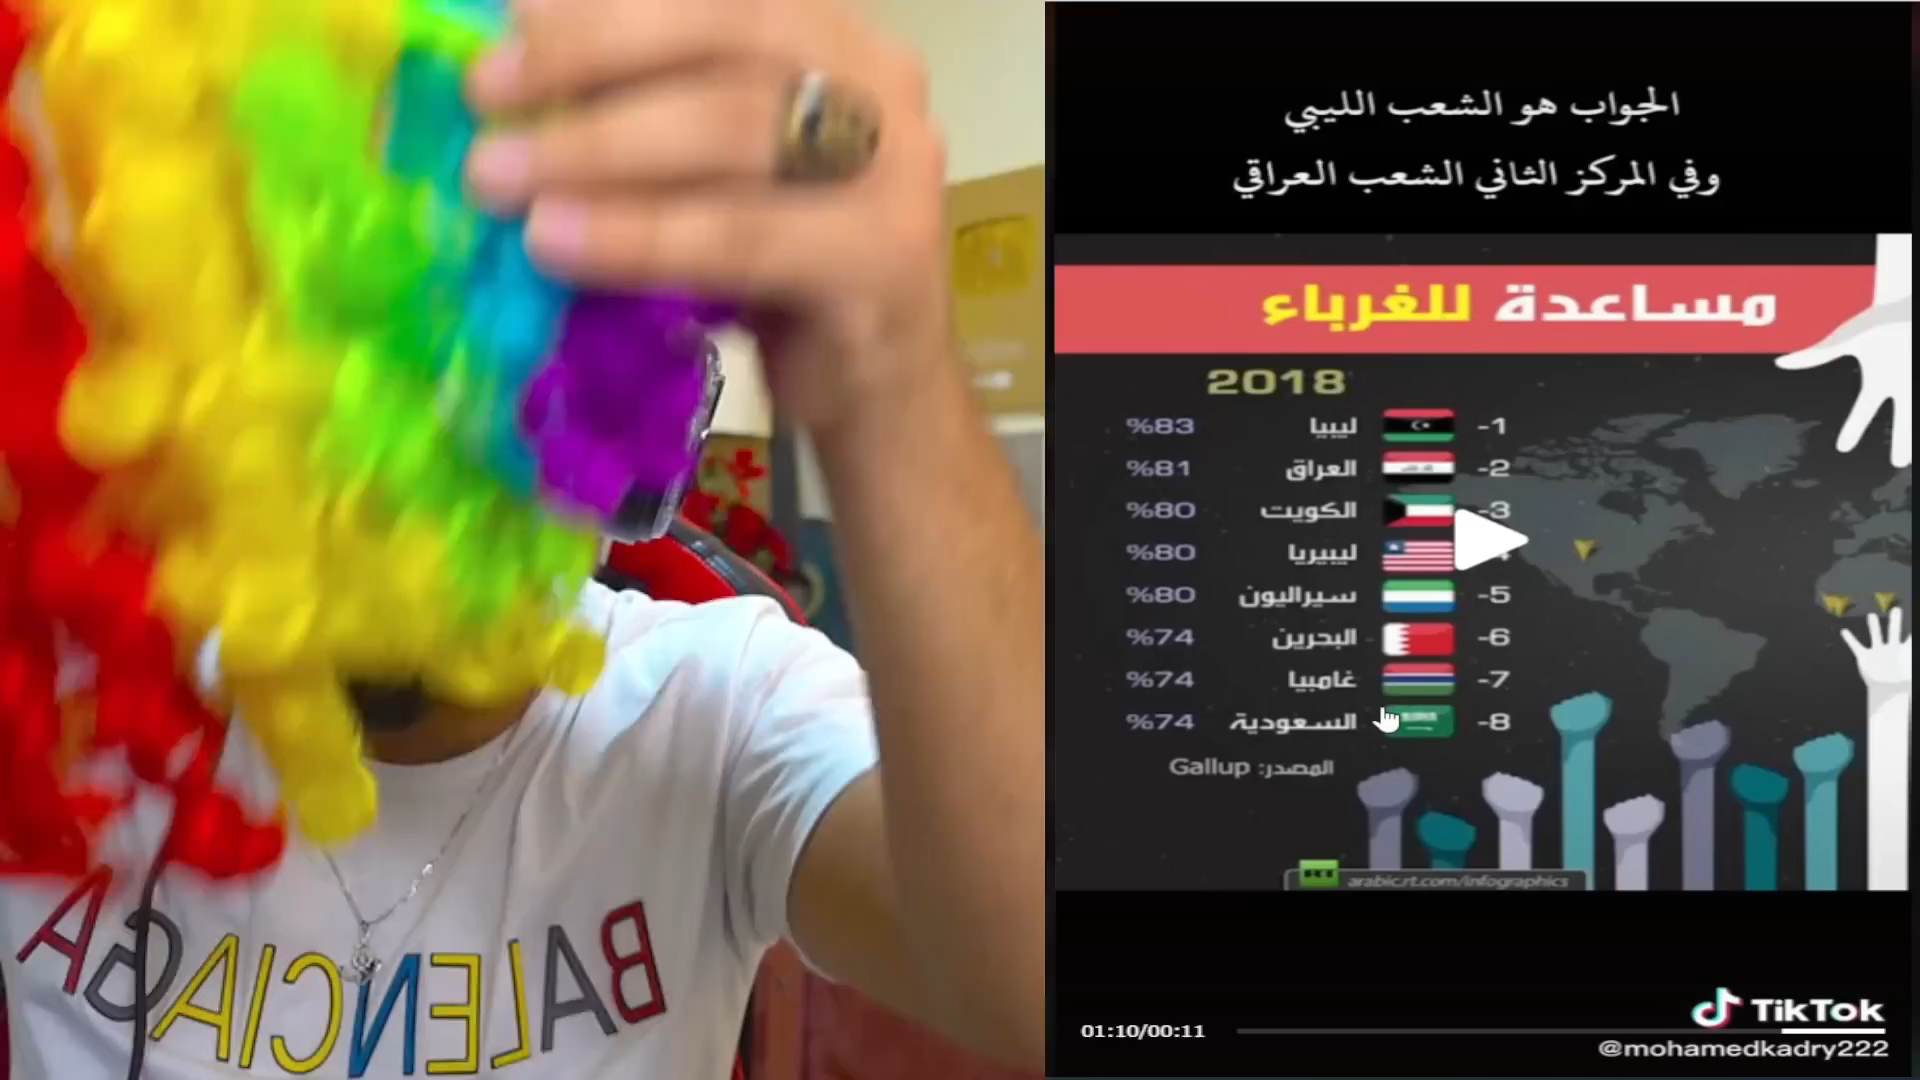 الجواب هو الشعب الليبي
وفي المركز الثاني الشعب العراقي
مساعدة للغرباء
2018
1- ليبيا %83
2- العراق %81
3- الكويت %80
ليبيريا %80
5- سيراليون %80
6- البحرين %74
7- غامبيا %74
8- السعودية %74
المصدر: Gallup
RT arabic.rt.com/infographics
TikTok
01:10/00:11
@mohamedkadry222
BALENCIAGA